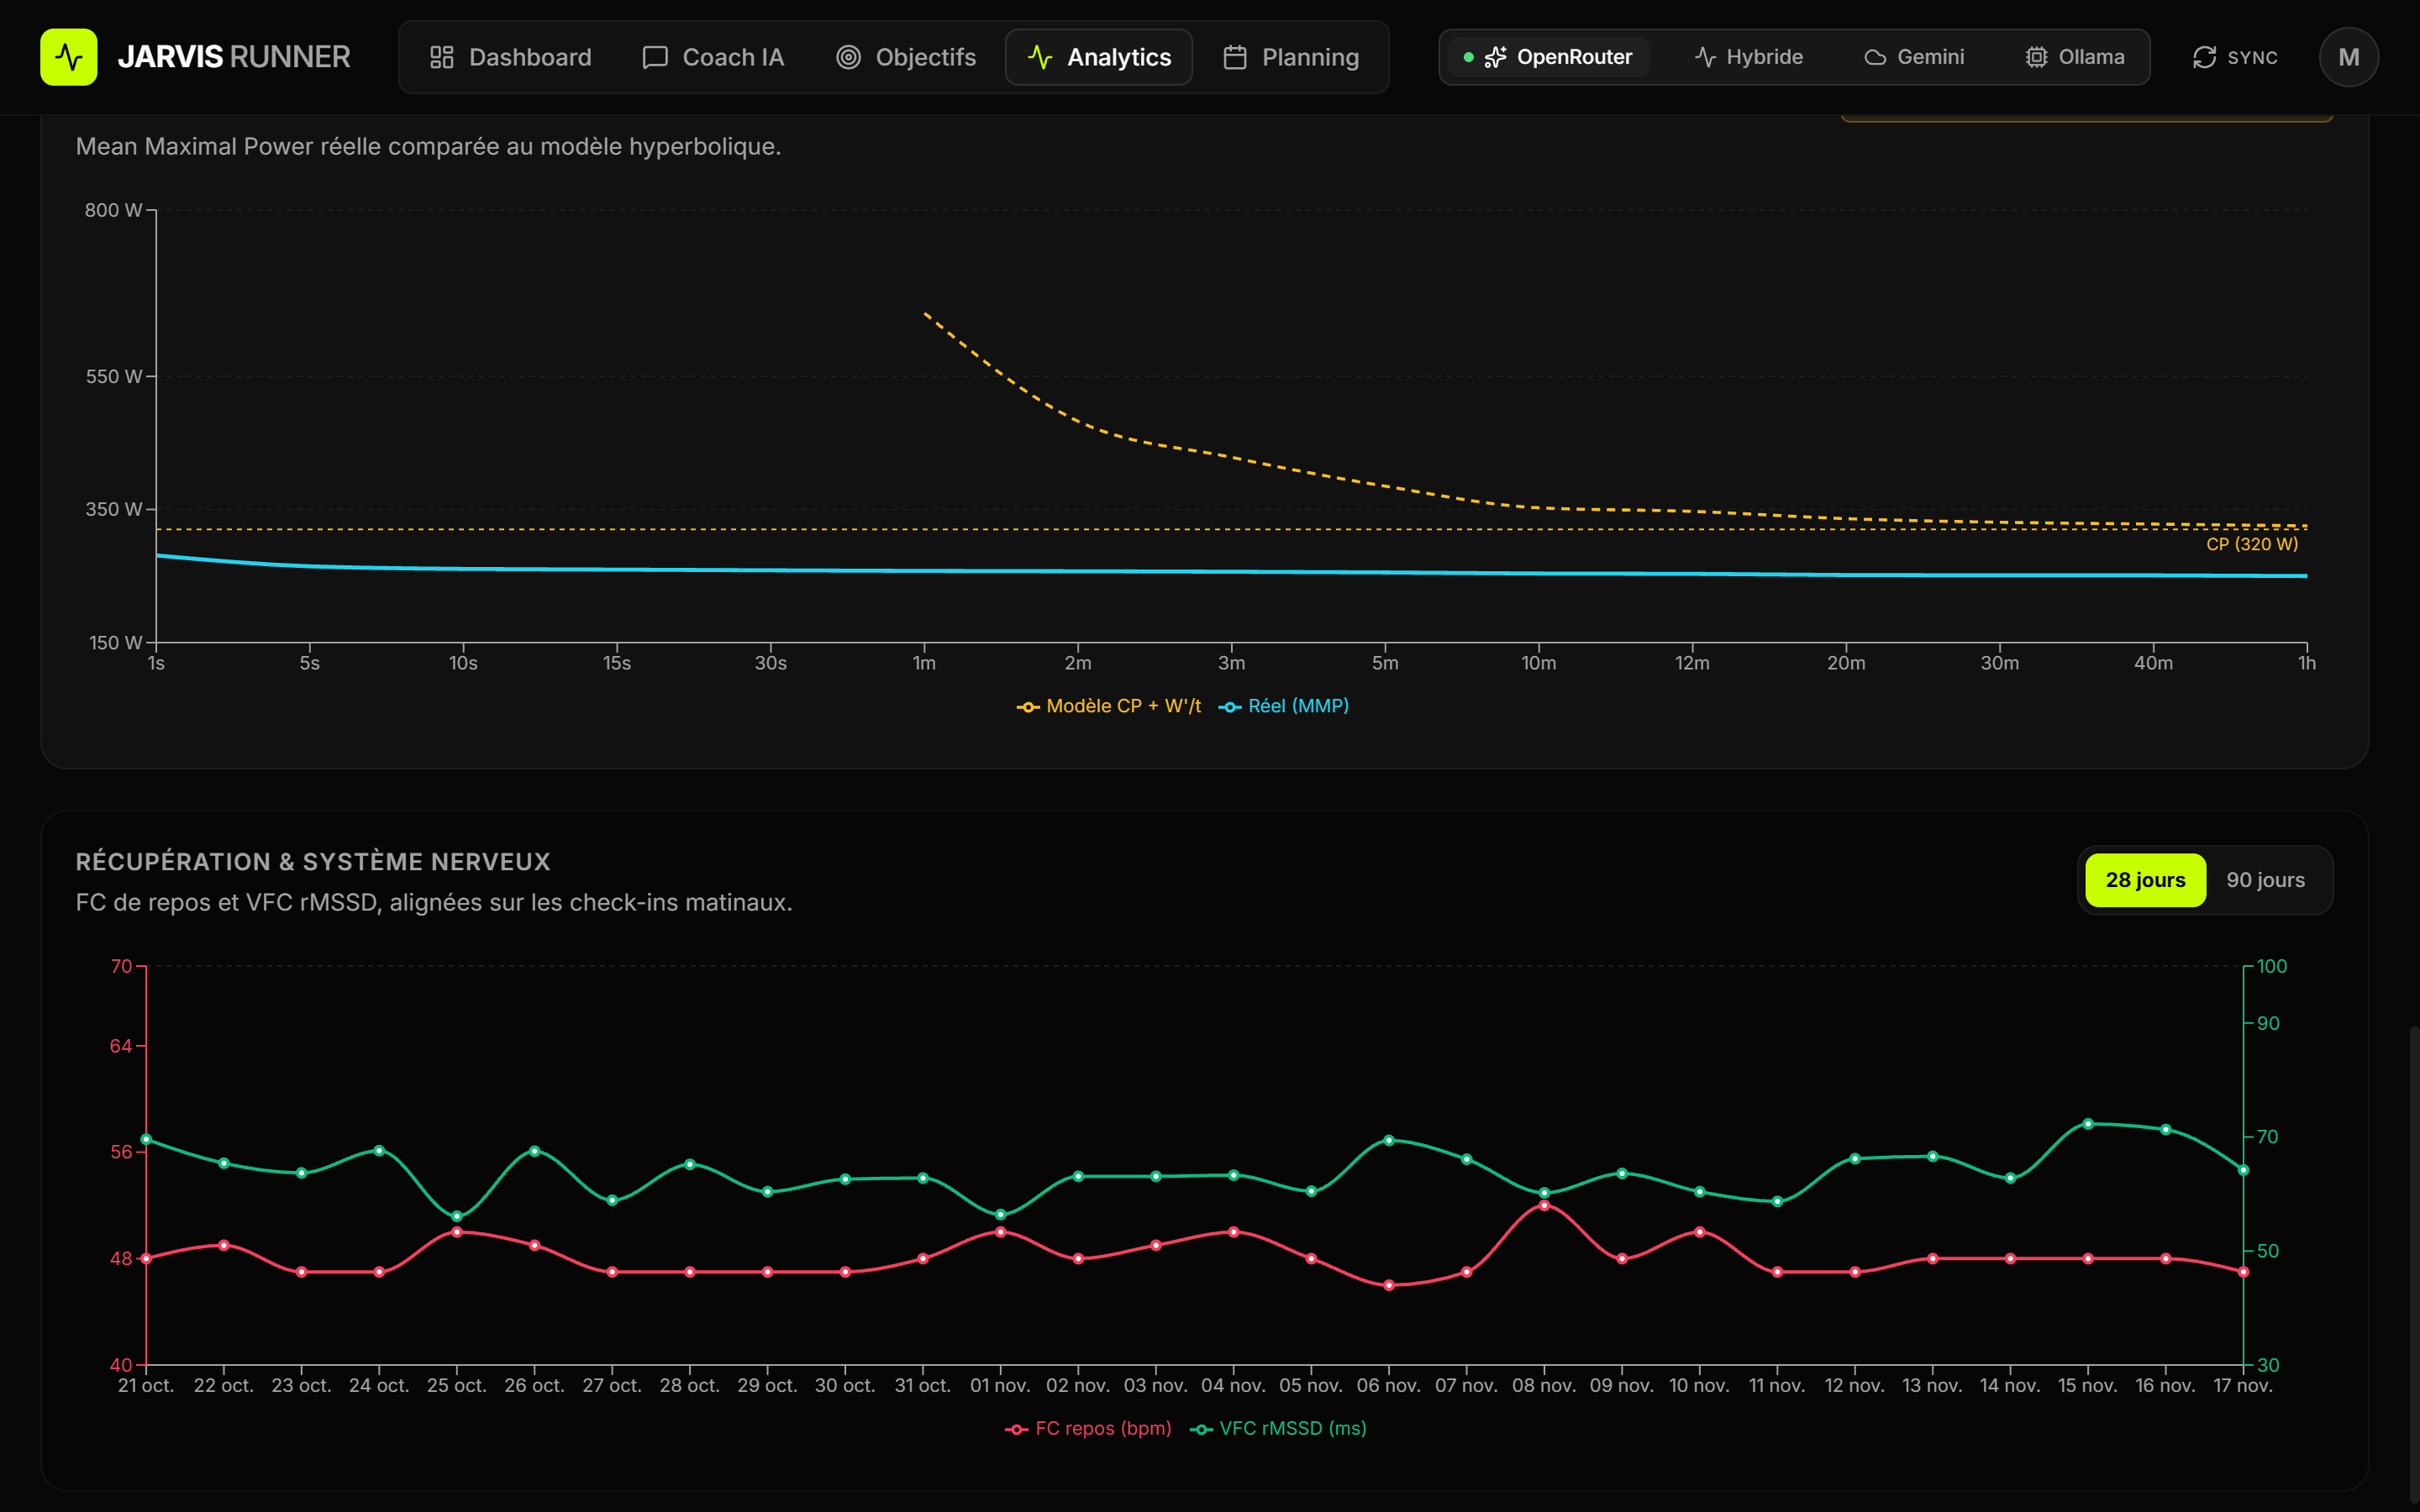 JARVIS RUNNER
Dashboard
Coach IA
Objectifs
Analytics
Planning
OpenRouter
Hybride
Gemini
Ollama
SYNC
M
Mean Maximal Power réelle comparée au modèle hyperbolique.
800 W
550 W
350 W
150 W
CP (320 W)
1s 5s 10s 15s 30s 1m 2m 3m 5m 10m 12m 20m 30m 40m 1h
Modèle CP + W'/t Réel (MMP)
RÉCUPÉRATION & SYSTÈME NERVEUX
FC de repos et VFC rMSSD, alignées sur les check-ins matinaux.
28 jours 90 jours
70
64
56
48
40
100
90
70
50
30
21 oct. 22 oct. 23 oct. 24 oct. 25 oct. 26 oct. 27 oct. 28 oct. 29 oct. 30 oct. 31 oct. 01 nov. 02 nov. 03 nov. 04 nov. 05 nov. 06 nov. 07 nov. 08 nov. 09 nov. 10 nov. 11 nov. 12 nov. 13 nov. 14 nov. 15 nov. 16 nov. 17 nov.
FC repos (bpm) VFC rMSSD (ms)